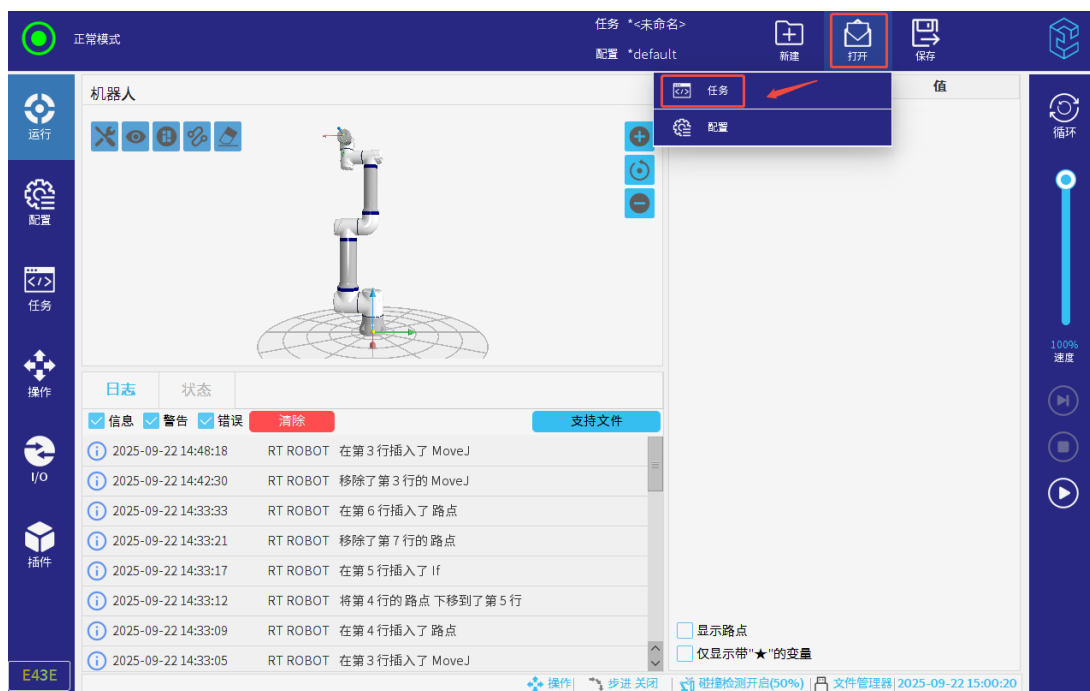 正常模式
任务 *<未命名>
配置 *default
新建
打开
保存
任务
配置
运行
配置
任务
操作
I/O
插件
E43E
机器人
值
日志 状态
信息 警告 错误 清除 支持文件
2025-09-22 14:48:18 RT ROBOT 在第3行插入了 MoveJ
2025-09-22 14:42:30 RT ROBOT 移除了第3行的 MoveJ
2025-09-22 14:33:33 RT ROBOT 在第6行插入了 路点
2025-09-22 14:33:21 RT ROBOT 移除了第7行的 路点
2025-09-22 14:33:17 RT ROBOT 在第5行插入了 If
2025-09-22 14:33:12 RT ROBOT 将第4行的 路点 下移到了第5行
2025-09-22 14:33:09 RT ROBOT 在第4行插入了 路点
2025-09-22 14:33:05 RT ROBOT 在第3行插入了 MoveJ
显示路点
仅显示带"★"的变量
循环
100%
速度
操作 步进 关闭 碰撞检测开启(50%) 文件管理器 2025-09-22 15:00:20